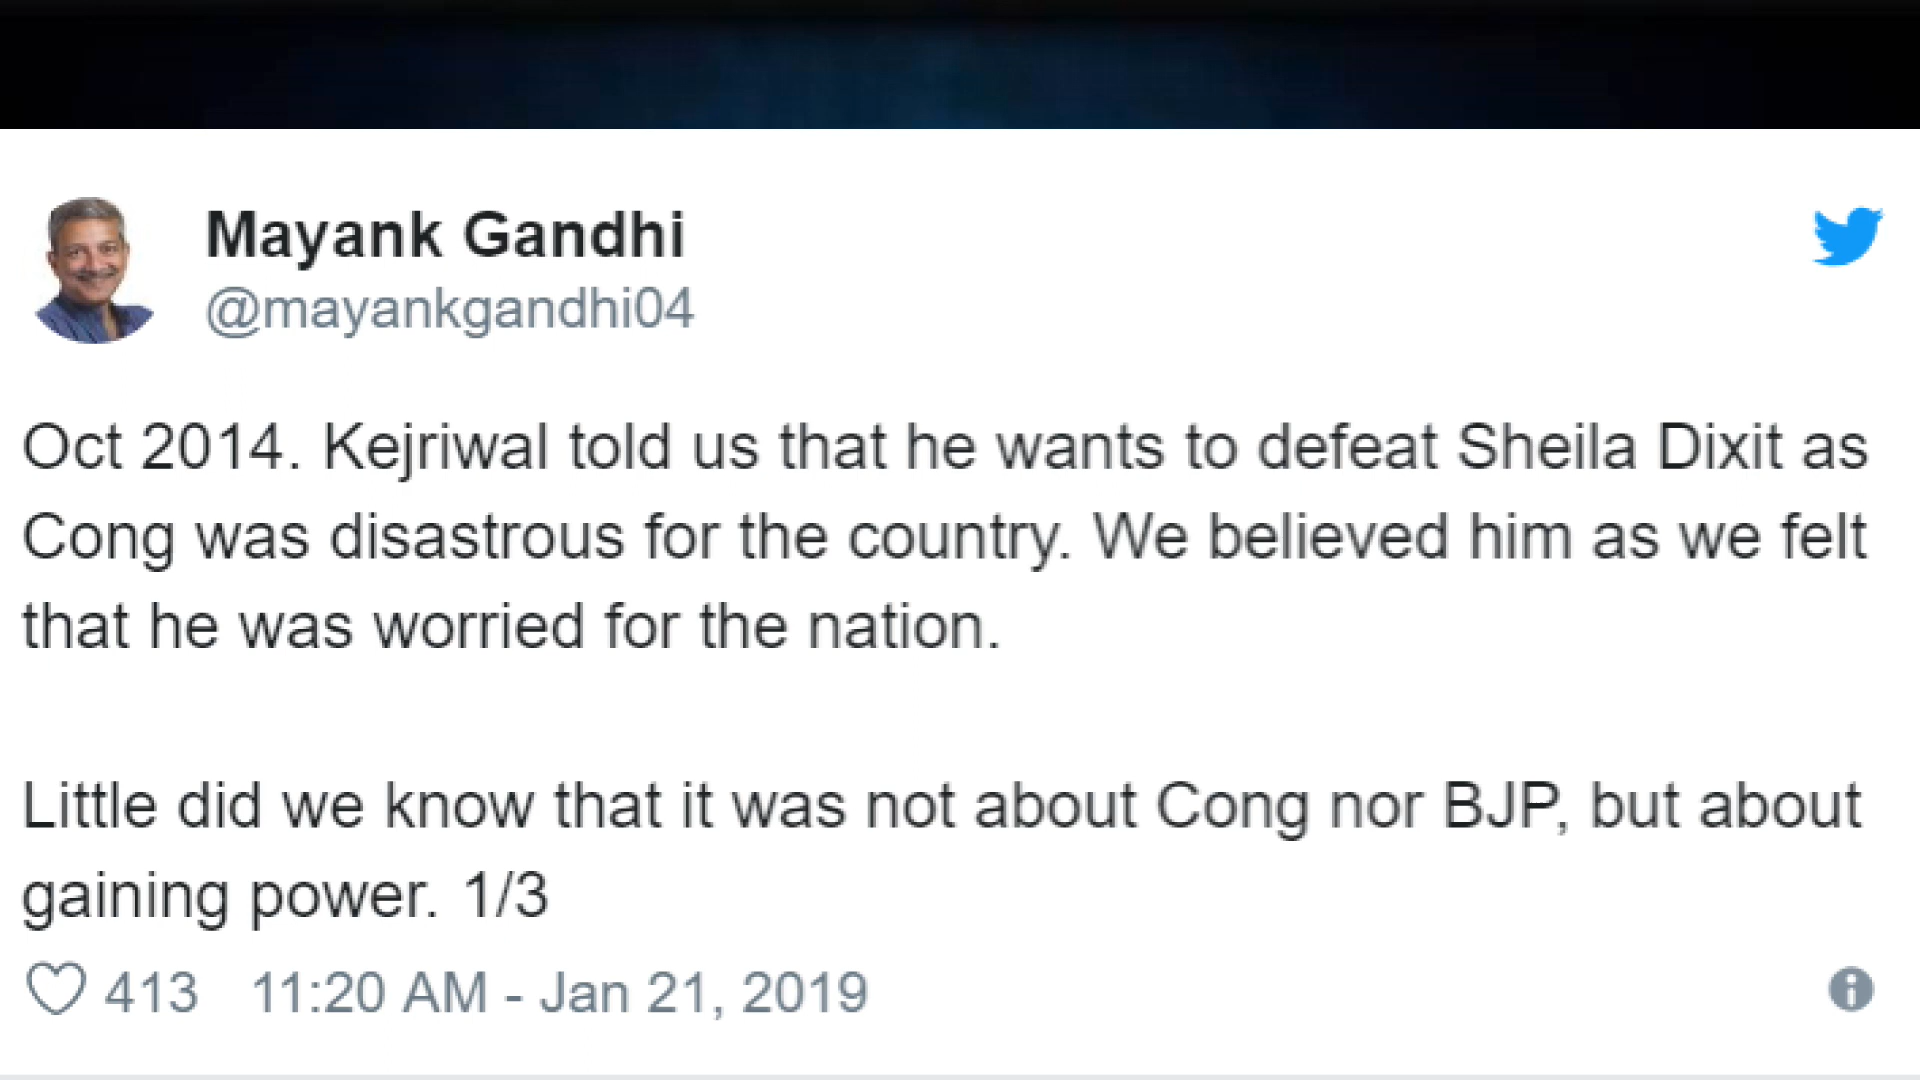 Mayank Gandhi
@mayankgandhi04
Oct 2014. Kejriwal told us that he wants to defeat Sheila Dixit as
Cong was disastrous for the country. We believed him as we felt
that he was worried for the nation.
Little did we know that it was not about Cong nor BJP, but about
gaining power. 1/3
413 11:20 AM - Jan 21, 2019